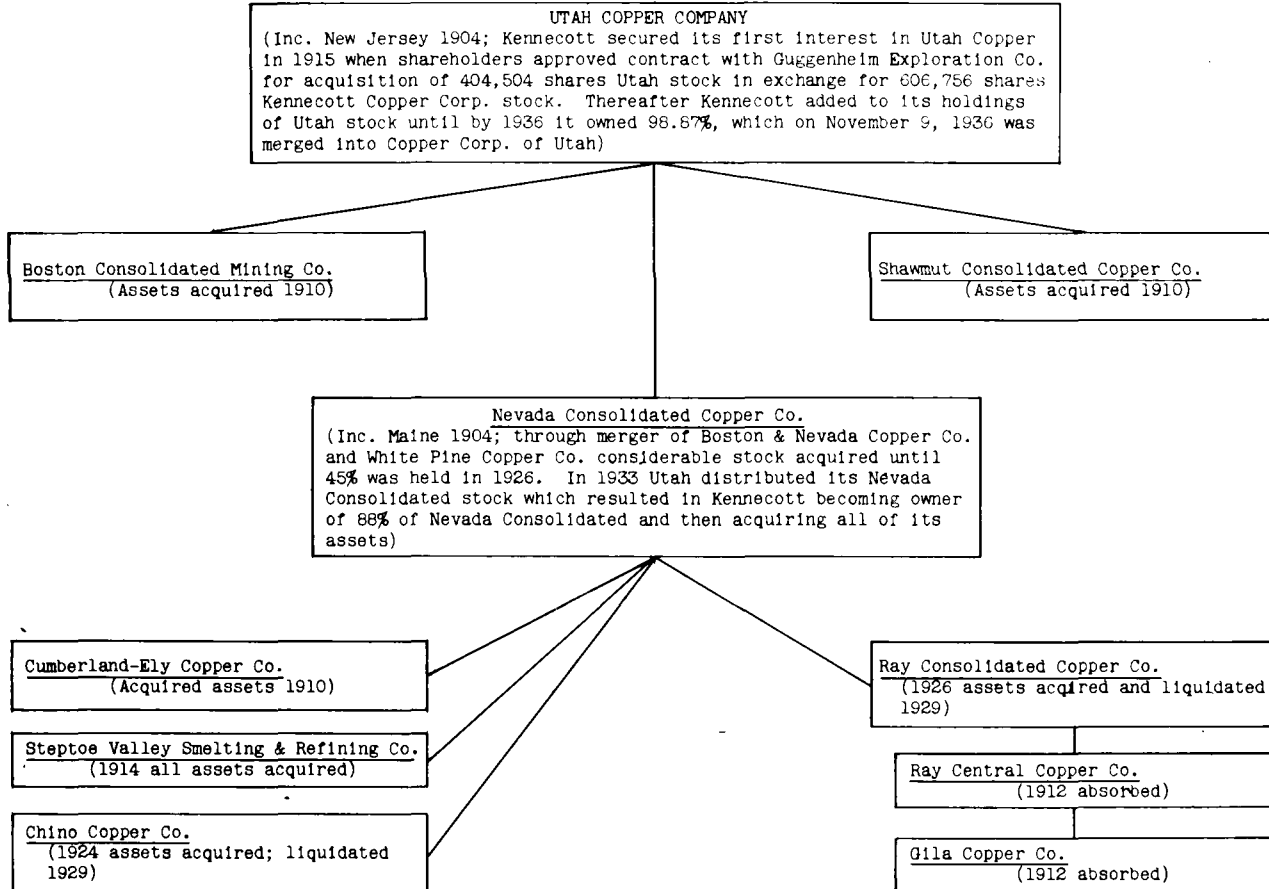 UTAH COPPER COMPANY
(Inc. New Jersey 1904; Kennecott secured its first interest in Utah Copper
in 1915 when shareholders approved contract with Guggenheim Exploration Co.
for acquisition of 404,504 shares Utah stock in exchange for 606,756 shares
Kennecott Copper Corp. stock. Thereafter Kennecott added to its holdings
of Utah stock until by 1936 it owned 98.87%, which on November 9, 1936 was
merged into Copper Corp. of Utah)
Boston Consolidated Mining Co.
(Assets acquired 1910)
Shawmut Consolidated Copper Co.
(Assets acquired 1910)
Nevada Consolidated Copper Co.
(Inc. Maine 1904; through merger of Boston & Nevada Copper Co.
and White Pine Copper Co. considerable stock acquired until
45% was held in 1926. In 1933 Utah distributed its Nevada
Consolidated stock which resulted in Kennecott becoming owner
of 88% of Nevada Consolidated and then acquiring all of its
assets)
Cumberland-Ely Copper Co.
(Acquired assets 1910)
Steptoe Valley Smelting & Refining Co.
(1914 all assets acquired)
Chino Copper Co.
(1924 assets acquired; liquidated
1929)
Ray Consolidated Copper Co.
(1926 assets acquired and liquidated
1929)
Ray Central Copper Co.
(1912 absorbed)
Gila Copper Co.
(1912 absorbed)